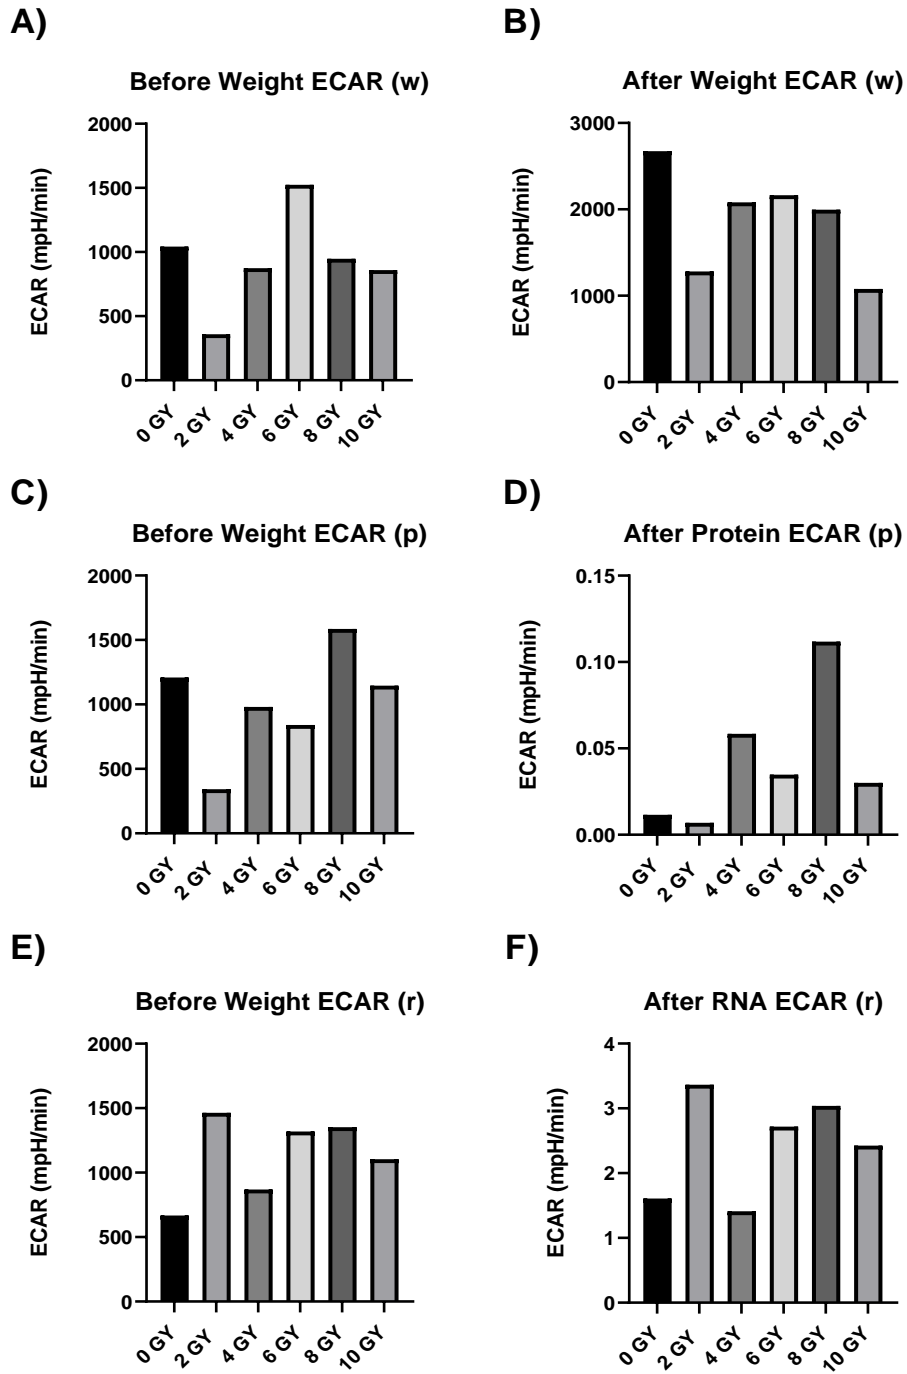 A)
Before Weight ECAR (w)
ECAR (mpH/min)
2000
1500
1000
500
0
0 GY
2 GY
4 GY
6 GY
8 GY
10 GY
B)
After Weight ECAR (w)
ECAR (mpH/min)
3000
2000
1000
0
0 GY
2 GY
4 GY
6 GY
8 GY
10 GY
C)
Before Weight ECAR (p)
ECAR (mpH/min)
2000
1500
1000
500
0
0 GY
2 GY
4 GY
6 GY
8 GY
10 GY
D)
After Protein ECAR (p)
ECAR (mpH/min)
0.15
0.10
0.05
0.00
0 GY
2 GY
4 GY
6 GY
8 GY
10 GY
E)
Before Weight ECAR (r)
ECAR (mpH/min)
2000
1500
1000
500
0
0 GY
2 GY
4 GY
6 GY
8 GY
10 GY
F)
After RNA ECAR (r)
ECAR (mpH/min)
4
3
2
1
0
0 GY
2 GY
4 GY
6 GY
8 GY
10 GY